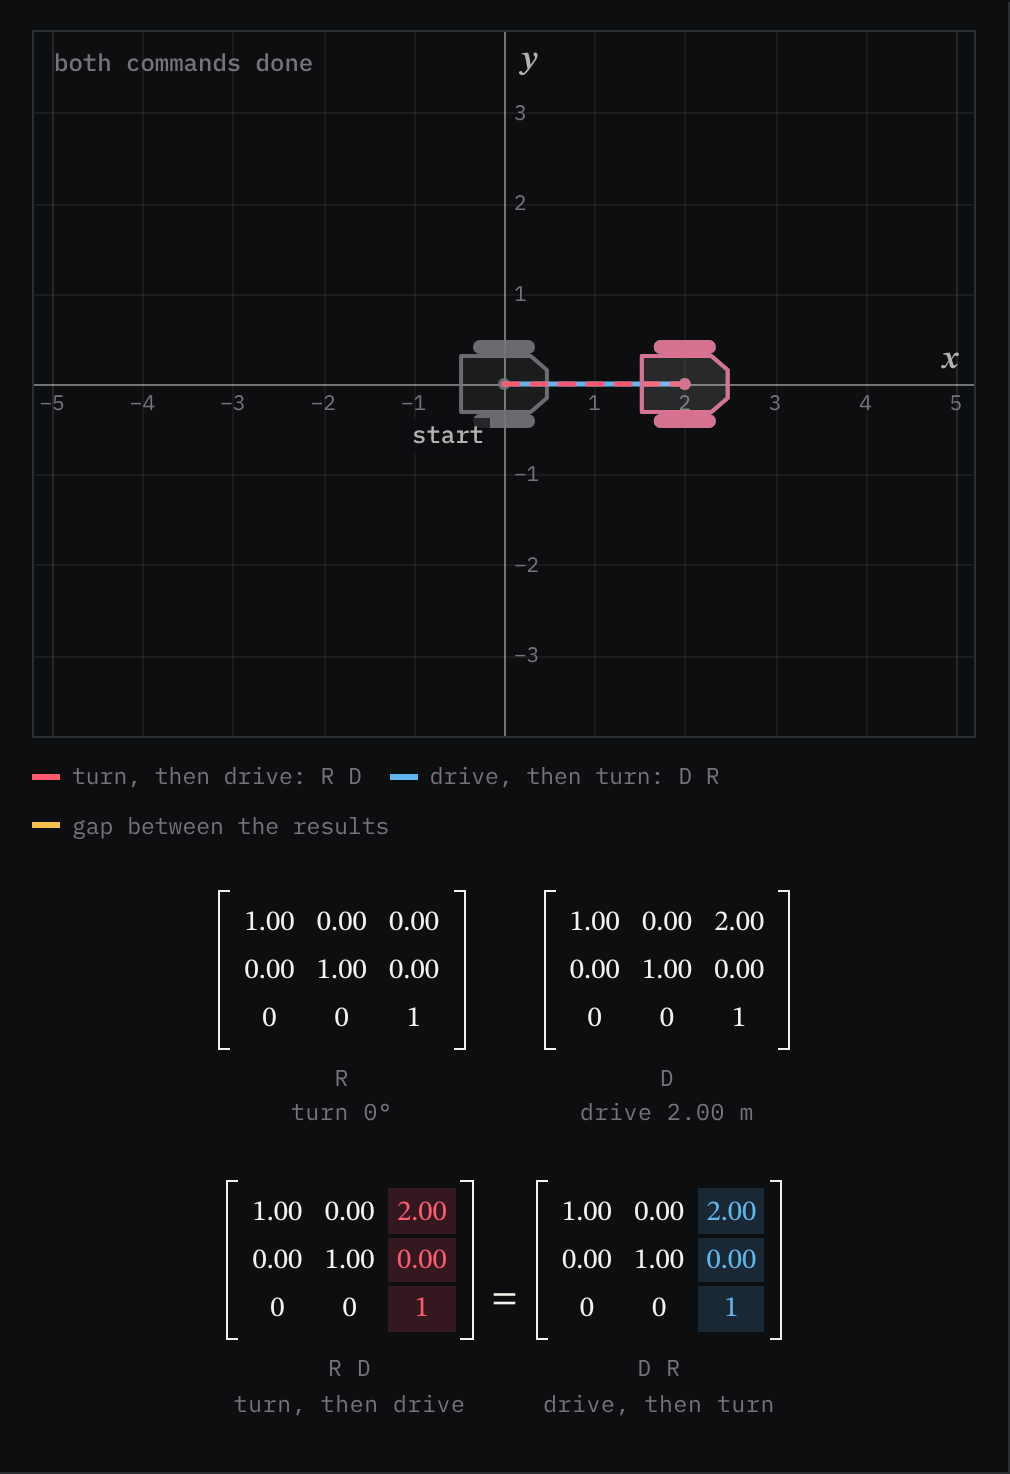 both commands done
y
3
2
1
x
−5 −4 −3 −2 −1 1 2 3 4 5
start
−1
−2
−3
turn, then drive: R D drive, then turn: D R
gap between the results
1.00 0.00 0.00 1.00 0.00 2.00
0.00 1.00 0.00 0.00 1.00 0.00
0 0 1 0 0 1
R D
turn 0° drive 2.00 m
1.00 0.00 2.00 1.00 0.00 2.00
0.00 1.00 0.00 0.00 1.00 0.00
0 0 1 = 0 0 1
R D D R
turn, then drive drive, then turn